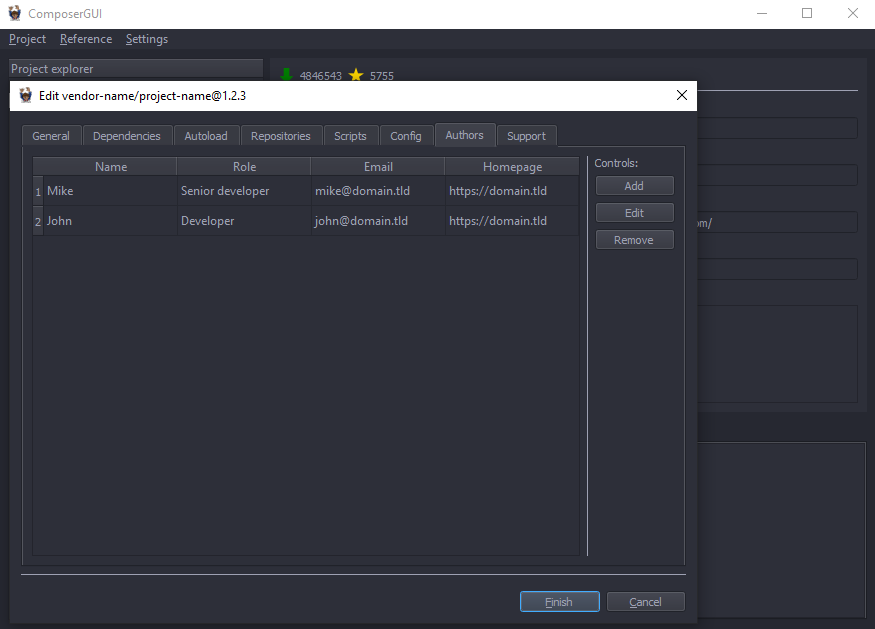 ComposerGUI
Project Reference Settings
Project explorer
4846543 5755
Edit vendor-name/project-name@1.2.3
General Dependencies Autoload Repositories Scripts Config Authors Support
Name Role Email Homepage
1 Mike Senior developer mike@domain.tld https://domain.tld
2 John Developer john@domain.tld https://domain.tld
Controls:
Add
Edit
Remove
om/
Finish Cancel